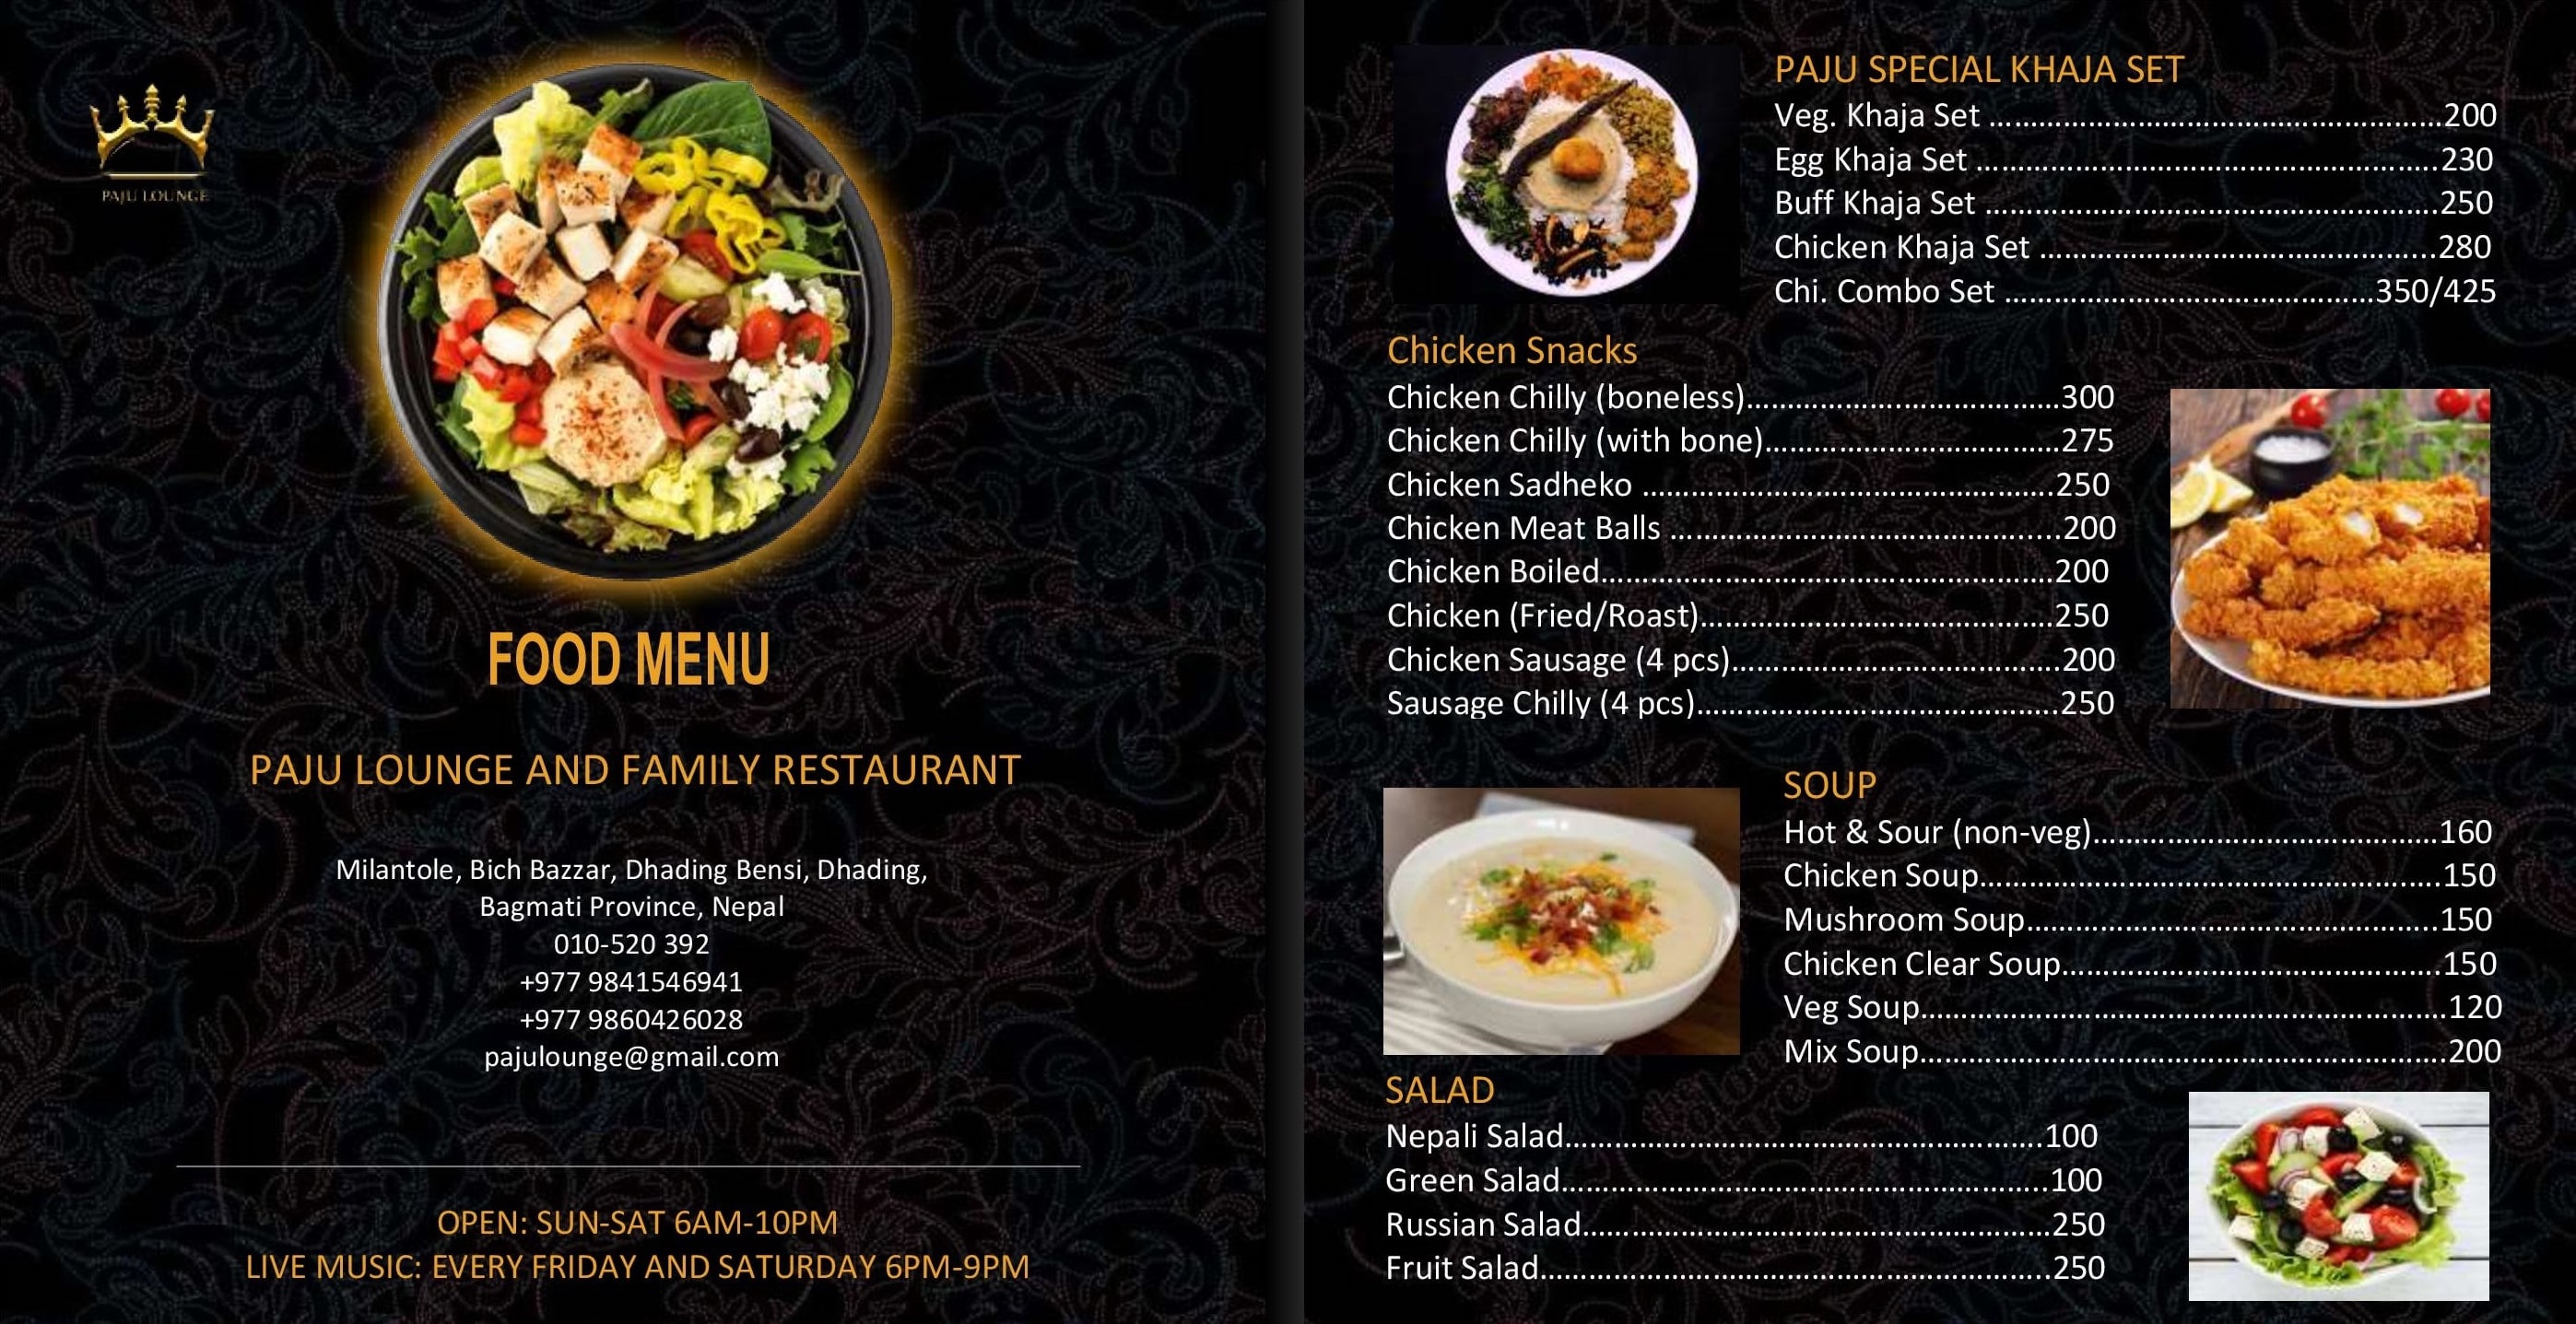 PAJU LOUNGE
FOOD MENU
PAJU LOUNGE AND FAMILY RESTAURANT
Milantole, Bich Bazzar, Dhading Bensi, Dhading,
Bagmati Province, Nepal
010-520 392
+977 9841546941
+977 9860426028
pajulounge@gmail.com
OPEN: SUN-SAT 6AM-10PM
LIVE MUSIC: EVERY FRIDAY AND SATURDAY 6PM-9PM
PAJU SPECIAL KHAJA SET
Veg. Khaja Set ................................................200
Egg Khaja Set ................................................230
Buff Khaja Set ................................................250
Chicken Khaja Set ................................................280
Chi. Combo Set ................................................350/425
Chicken Snacks
Chicken Chilly (boneless)................................................300
Chicken Chilly (with bone)................................................275
Chicken Sadheko ................................................250
Chicken Meat Balls ................................................200
Chicken Boiled................................................200
Chicken (Fried/Roast)................................................250
Chicken Sausage (4 pcs)................................................200
Sausage Chilly (4 pcs)................................................250
SOUP
Hot & Sour (non-veg)................................................160
Chicken Soup................................................150
Mushroom Soup................................................150
Chicken Clear Soup................................................150
Veg Soup................................................120
Mix Soup................................................200
SALAD
Nepali Salad................................................100
Green Salad................................................100
Russian Salad................................................250
Fruit Salad................................................250